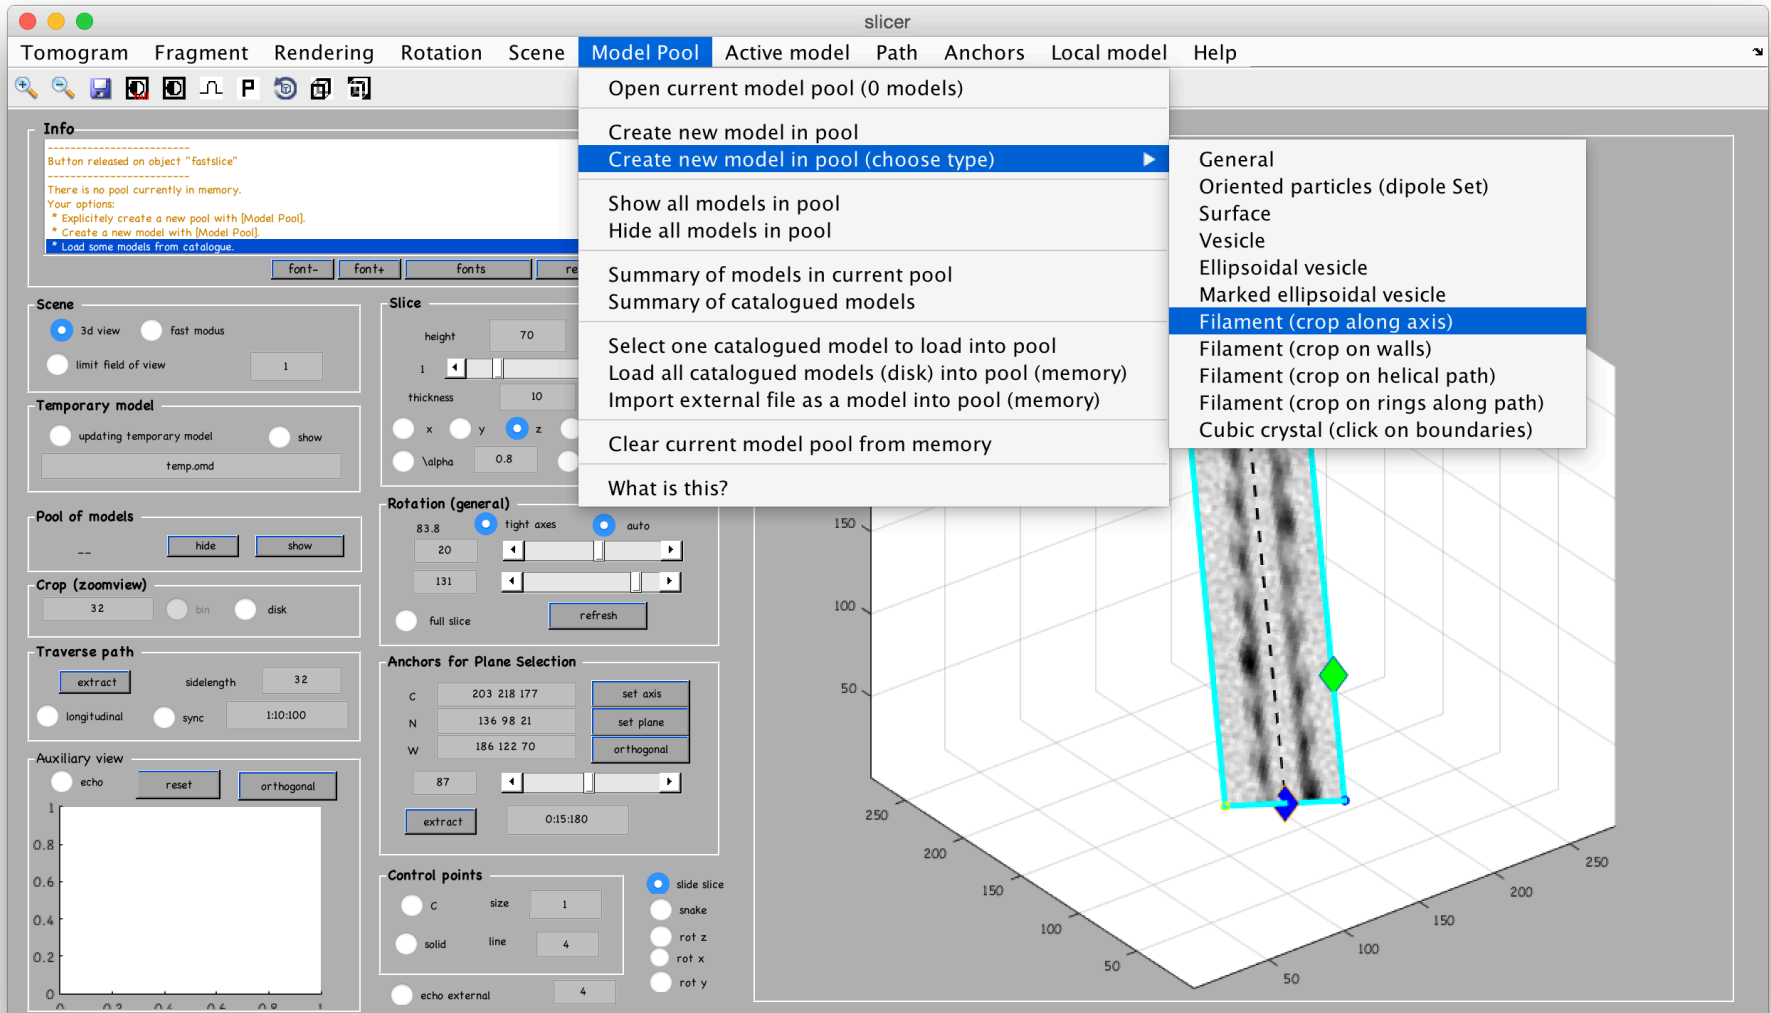 slicer
Tomogram Fragment Rendering Rotation Scene Model Pool Active model Path Anchors Local model Help
P
Open current model pool (0 models)
Create new model in pool
Create new model in pool (choose type)
Show all models in pool
Hide all models in pool
Summary of models in current pool
Summary of catalogued models
Select one catalogued model to load into pool
Load all catalogued models (disk) into pool (memory)
Import external file as a model into pool (memory)
Clear current model pool from memory
What is this?
General
Oriented particles (dipole Set)
Surface
Vesicle
Ellipsoidal vesicle
Marked ellipsoidal vesicle
Filament (crop along axis)
Filament (crop on walls)
Filament (crop on helical path)
Filament (crop on rings along path)
Cubic crystal (click on boundaries)
Info
-------------------------
Button released on object "fastslice"
-------------------------
There is no pool currently in memory.
Your options:
* Explicitely create a new pool with [Model Pool].
* Create a new model with [Model Pool].
* Load some models from catalogue.
font- font+ fonts re
Scene
3d view fast modus
limit field of view 1
Temporary model
updating temporary model show
temp.omd
Pool of models
-- hide show
Crop (zoomview)
32 bin disk
Traverse path
extract sidelength 32
longitudinal sync 1:10:100
Auxiliary view
echo reset orthogonal
1
0.8
0.6
0.4
0.2
0
0 0.2 0.4 0.6 0.8 1
Slice
height 70
1
thickness 10
x y z
\alpha 0.8
Rotation (general)
83.8 tight axes auto
20
131
full slice refresh
Anchors for Plane Selection
C 203 218 177 set axis
N 136 98 21 set plane
W 186 122 70 orthogonal
87
extract 0:15:180
Control points
C size 1
solid line 4
echo external 4
slide slice
snake
rot z
rot x
rot y
150
100
50
250
200
150
100
50
50
100
150
200
250